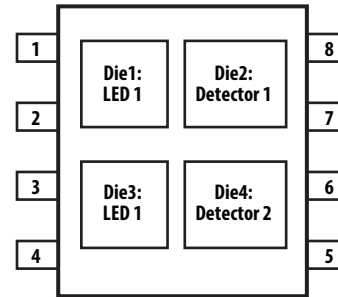 1
8
Die1:
LED 1
Die2:
Detector 1
2
7
3
6
Die3:
LED 1
Die4:
Detector 2
4
5